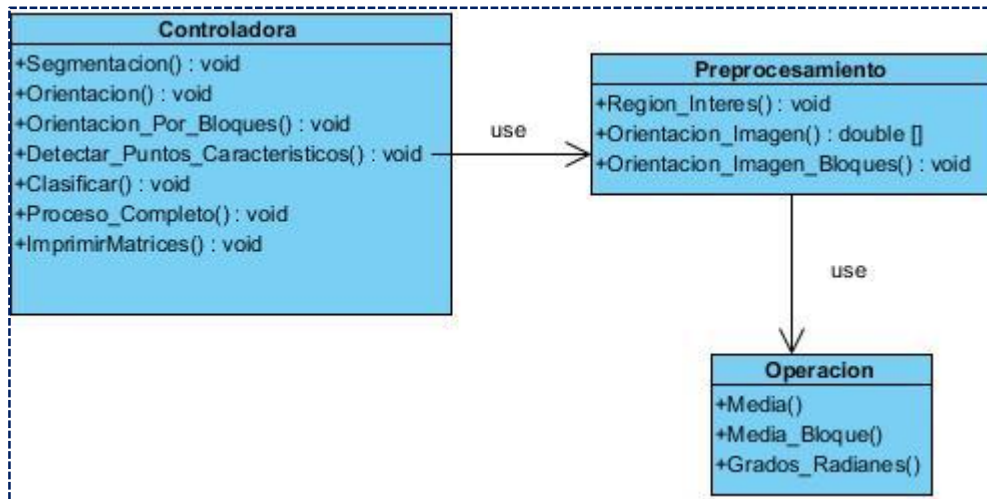 Controladora
+Segmentacion() : void
+Orientacion() : void
+Orientacion_Por_Bloques() : void
+Detectar_Puntos_Caracteristicos() : void
+Clasificar() : void
+Proceso_Completo() : void
+ImprimirMatrices() : void
use
Preprocesamiento
+Region_Interes() : void
+Orientacion_Imagen() : double []
+Orientacion_Imagen_Bloques() : void
use
Operacion
+Media()
+Media_Bloque()
+Grados_Radianes()